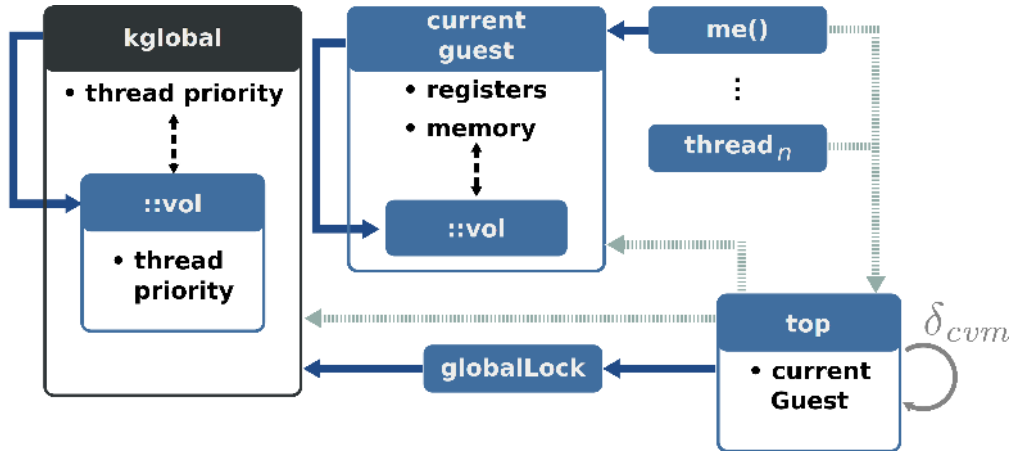 kglobal
• thread priority
::vol
• thread
priority
current
guest
• registers
• memory
::vol
me()
⋮
thread_n
globalLock
top
• current
Guest
δ_cvm